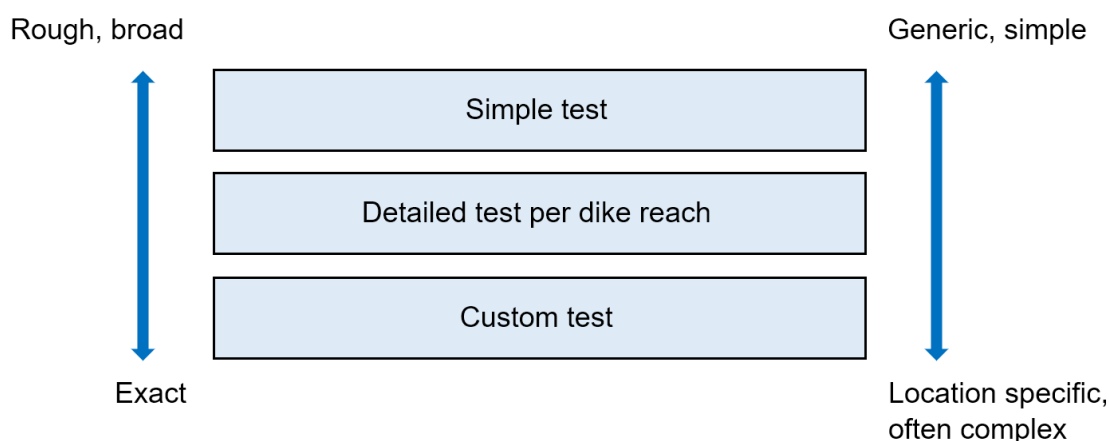 Rough, broad
Generic, simple
Simple test
Detailed test per dike reach
Custom test
Exact
Location specific,
often complex